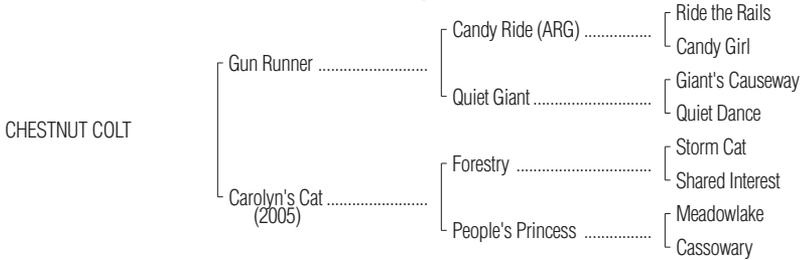 Ride the Rails
Candy Ride (ARG) ................
Candy Girl
Gun Runner ..........................
Giant's Causeway
Quiet Giant ............................
Quiet Dance
CHESTNUT COLT
Storm Cat
Forestry ................................
Shared Interest
Carolyn's Cat ........................
(2005)
Meadowlake
People's Princess ................
Cassowary